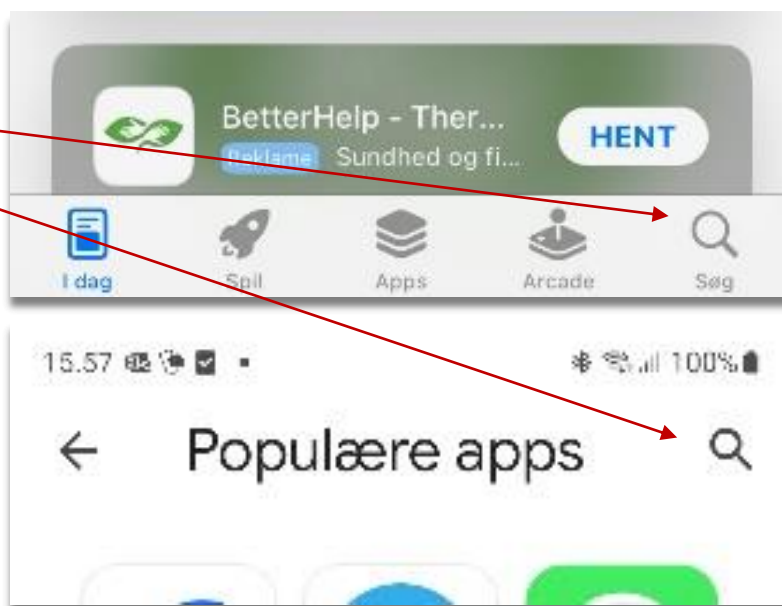 BetterHelp - Ther...
Reklame Sundhed og fi...
HENT
I dag Spil Apps Arcade Søg
15.57 100%
Populære apps